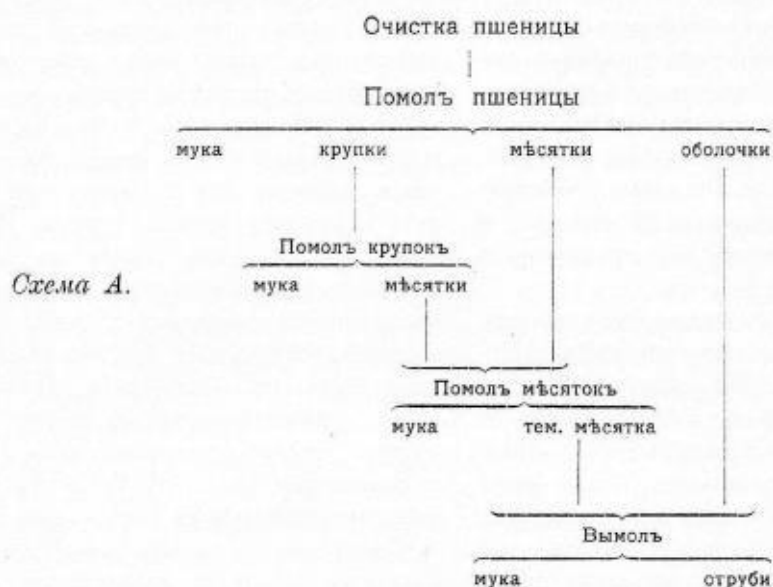 Очистка пшеницы
Помолъ пшеницы
мука крупки мѣсятки оболочки
Помолъ крупокъ
Схема А.
мука мѣсятки
Помолъ мѣсятокъ
мука тем. мѣсятка
Вымолъ
мука отруби